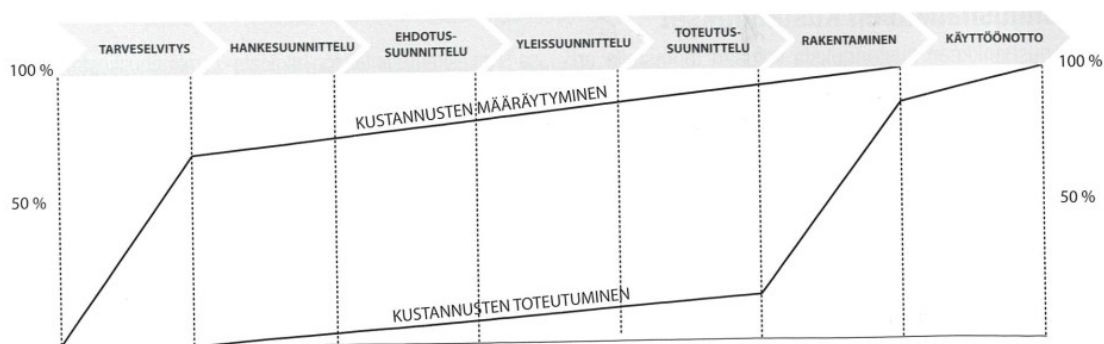 TARVESELVITYS
HANKESUUNNITTELU
EHDOTUS-
SUUNNITTELU
YLEISSUUNNITTELU
TOTEUTUS-
SUUNNITTELU
RAKENTAMINEN
KÄYTTÖÖNOTTO
100 %
100 %
KUSTANNUSTEN MÄÄRÄYTYMINEN
50 %
50 %
KUSTANNUSTEN TOTEUTUMINEN